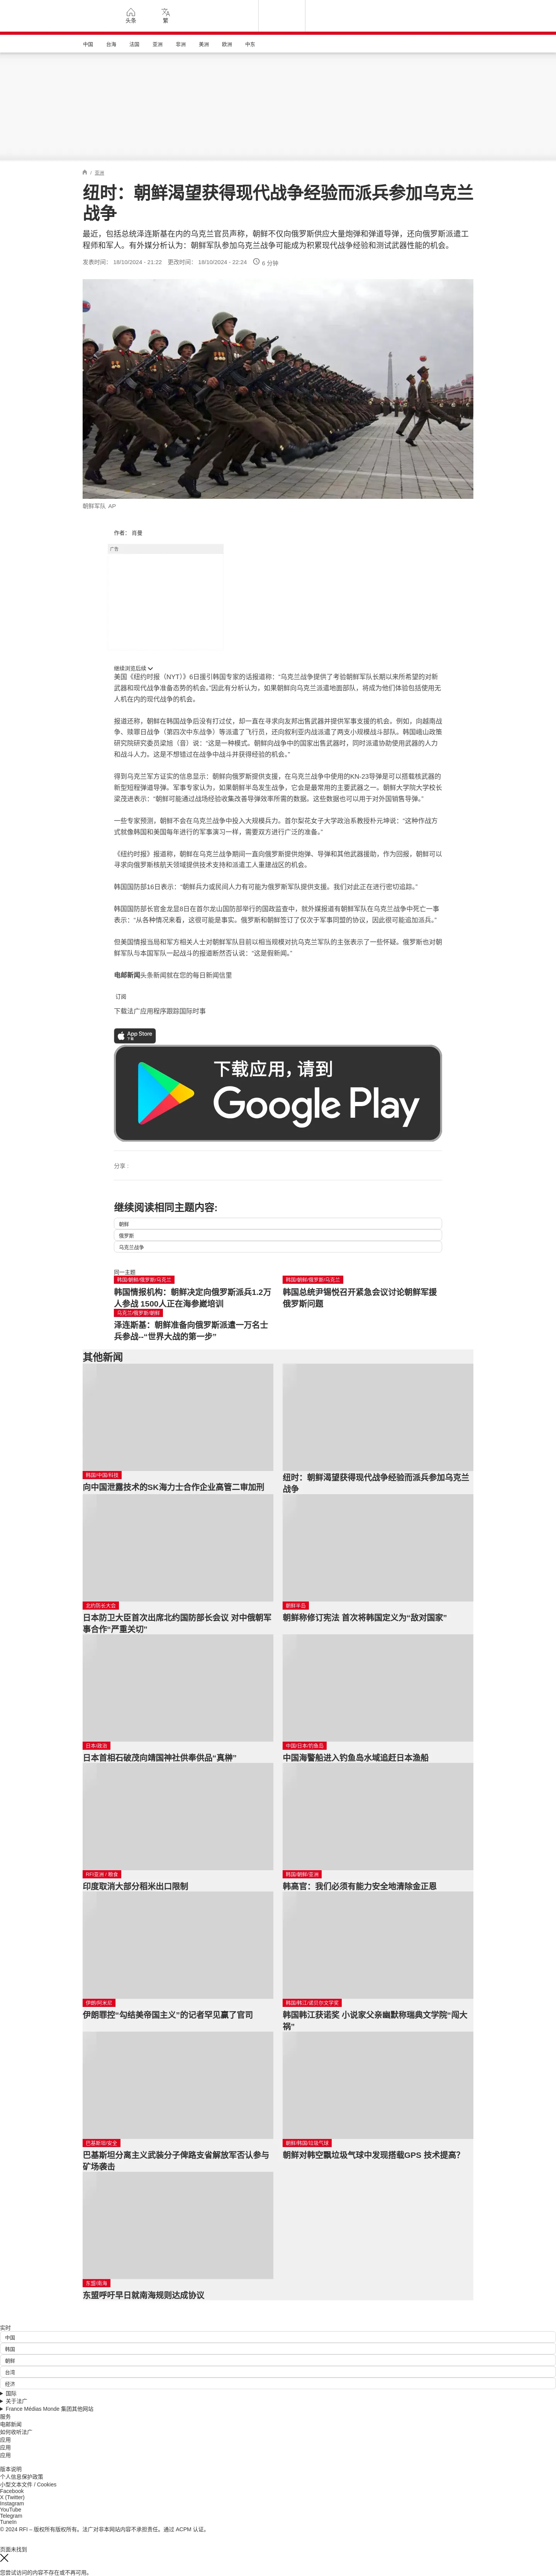 头条
繁
中国 台海 法国 亚洲 非洲 美洲 欧洲 中东
/ 亚洲
纽时：朝鲜渴望获得现代战争经验而派兵参加乌克兰
战争
最近，包括总统泽连斯基在内的乌克兰官员声称，朝鲜不仅向俄罗斯供应大量炮弹和弹道导弹，还向俄罗斯派遣工
程师和军人。有外媒分析认为：朝鲜军队参加乌克兰战争可能成为积累现代战争经验和测试武器性能的机会。
发表时间： 18/10/2024 - 21:22 更改时间： 18/10/2024 - 22:24 6 分钟
朝鲜军队 AP
作者： 肖曼
广告
继续浏览后续
美国《纽约时报（NYT）》6日援引韩国专家的话报道称：“乌克兰战争提供了考验朝鲜军队长期以来所希望的对新
武器和现代战争准备态势的机会。”因此有分析认为，如果朝鲜向乌克兰派遣地面部队，将成为他们体验包括使用无
人机在内的现代战争的机会。
报道还称，朝鲜在韩国战争后没有打过仗，却一直在寻求向友邦出售武器并提供军事支援的机会。例如，向越南战
争、赎罪日战争（第四次中东战争）等派遣了飞行员，还向叙利亚内战派遣了两支小规模战斗部队。韩国峨山政策
研究院研究委员梁旭（音）说：“这是一种模式。朝鲜向战争中的国家出售武器时，同时派遣协助使用武器的人力
和战斗人力。这是不想错过在战争中战斗并获得经验的机会。”
得到乌克兰军方证实的信息显示：朝鲜向俄罗斯提供支援，在乌克兰战争中使用的KN-23导弹是可以搭载核武器的
新型短程弹道导弹。军事专家认为，如果朝鲜半岛发生战争，它会是最常用的主要武器之一。朝鲜大学院大学校长
梁茂进表示：“朝鲜可能通过战场经验收集改善导弹效率所需的数据。这些数据也可以用于对外国销售导弹。”
一些专家预测，朝鲜不会在乌克兰战争中投入大规模兵力。首尔梨花女子大学政治系教授朴元坤说：“这种作战方
式就像韩国和美国每年进行的军事演习一样，需要双方进行广泛的准备。”
《纽约时报》报道称，朝鲜在乌克兰战争期间一直向俄罗斯提供炮弹、导弹和其他武器援助，作为回报，朝鲜可以
寻求向俄罗斯核航天领域提供技术支持和派遣工人重建战区的机会。
韩国国防部16日表示：“朝鲜兵力或民间人力有可能为俄罗斯军队提供支援。我们对此正在进行密切追踪。”
韩国国防部长官金龙显8日在首尔龙山国防部举行的国政监查中，就外媒报道有朝鲜军队在乌克兰战争中死亡一事
表示：“从各种情况来看，这很可能是事实。俄罗斯和朝鲜签订了仅次于军事同盟的协议，因此很可能追加派兵。”
但美国情报当局和军方相关人士对朝鲜军队目前以相当规模对抗乌克兰军队的主张表示了一些怀疑。俄罗斯也对朝
鲜军队与本国军队一起战斗的报道断然否认说：“这是假新闻。”
电邮新闻头条新闻就在您的每日新闻信里
订阅
下载法广应用程序跟踪国际时事
App Store
下载
下载应用，请到
Google Play
分享 :
继续阅读相同主题内容:
朝鲜
俄罗斯
乌克兰战争
同一主题
韩国/朝鲜/俄罗斯/乌克兰
韩国情报机构：朝鲜决定向俄罗斯派兵1.2万
人参战 1500人正在海参崴培训
韩国/朝鲜/俄罗斯/乌克兰
韩国总统尹锡悦召开紧急会议讨论朝鲜军援
俄罗斯问题
乌克兰/俄罗斯/朝鲜
泽连斯基：朝鲜准备向俄罗斯派遣一万名士
兵参战--“世界大战的第一步”
其他新闻
韩国/中国/科技
向中国泄露技术的SK海力士合作企业高管二审加刑
纽时：朝鲜渴望获得现代战争经验而派兵参加乌克兰
战争
北约防长大会
日本防卫大臣首次出席北约国防部长会议 对中俄朝军
事合作“严重关切”
朝鲜半岛
朝鲜称修订宪法 首次将韩国定义为“敌对国家”
日本/政治
日本首相石破茂向靖国神社供奉供品“真榊”
中国/日本/钓鱼岛
中国海警船进入钓鱼岛水域追赶日本渔船
RFI亚洲 / 粮食
印度取消大部分稻米出口限制
韩国/朝鲜/亚洲
韩高官：我们必须有能力安全地清除金正恩
伊朗/阿米尼
伊朗罪控“勾结美帝国主义”的记者罕见赢了官司
韩国/韩江/诺贝尔文学奖
韩国韩江获诺奖 小说家父亲幽默称瑞典文学院“闯大
祸”
巴基斯坦/安全
巴基斯坦分离主义武装分子俾路支省解放军否认参与
矿场袭击
朝鲜/韩国/垃圾气球
朝鲜对韩空飘垃圾气球中发现搭载GPS 技术提高？
东盟/南海
东盟呼吁早日就南海规则达成协议
实时
中国
韩国
朝鲜
台湾
经济
国际
关于法广
France Médias Monde 集团其他网站
服务
电邮新闻
如何收听法广
应用
应用
应用
版本说明
个人信息保护政策
小型文本文件 / Cookies
Facebook
X (Twitter)
Instagram
YouTube
Telegram
TuneIn
© 2024 RFI – 版权所有版权所有。法广对非本网站内容不承担责任。通过 ACPM 认证。
页面未找到
您尝试访问的内容不存在或不再可用。